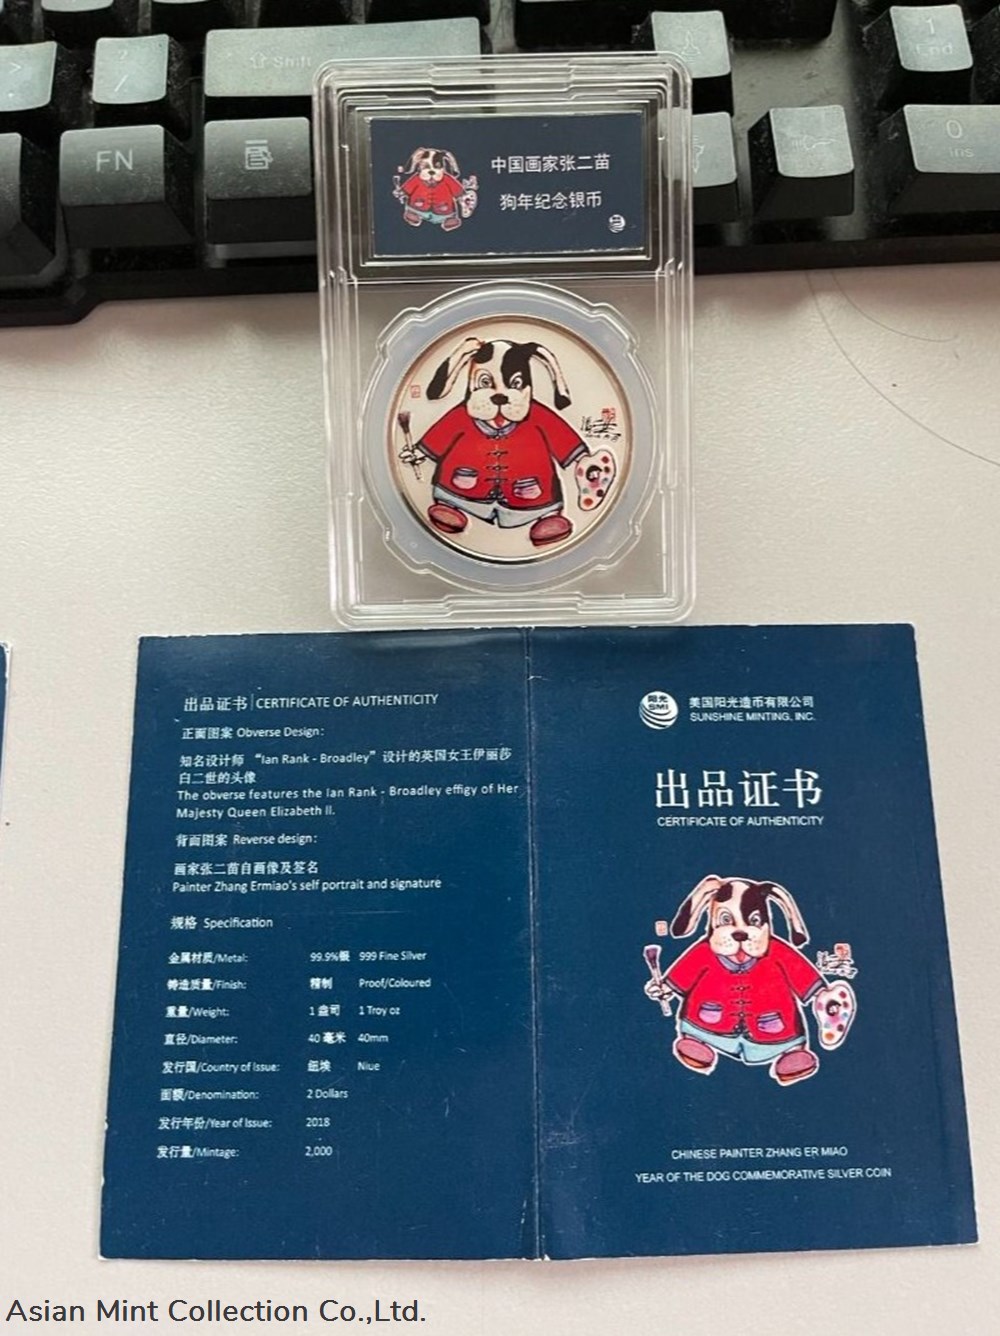 ?
/
>
Shift
1
End
FN
0
Ins
中国画家张二苗
狗年纪念银币
出品证书 | CERTIFICATE OF AUTHENTICITY
正面图案 Obverse Design:
知名设计师 “Ian Rank - Broadley” 设计的英国女王伊丽莎
白二世的头像
The obverse features the Ian Rank - Broadley effigy of Her
Majesty Queen Elizabeth II.
背面图案 Reverse design:
画家张二苗自画像及签名
Painter Zhang Ermiao's self portrait and signature
规格 Specification
金属材质/Metal: 99.9%银 999 Fine Silver
铸造质量/Finish: 精制 Proof/Coloured
重量/Weight: 1 盎司 1 Troy oz
直径/Diameter: 40 毫米 40mm
发行国/Country of Issue: 纽埃 Niue
面额/Denomination: 2 Dollars
发行年份/Year of Issue: 2018
发行量/Mintage: 2,000
阳光
SMI
美国阳光造币有限公司
SUNSHINE MINTING, INC.
出品证书
CERTIFICATE OF AUTHENTICITY
CHINESE PAINTER ZHANG ER MIAO
YEAR OF THE DOG COMMEMORATIVE SILVER COIN
Asian Mint Collection Co.,Ltd.